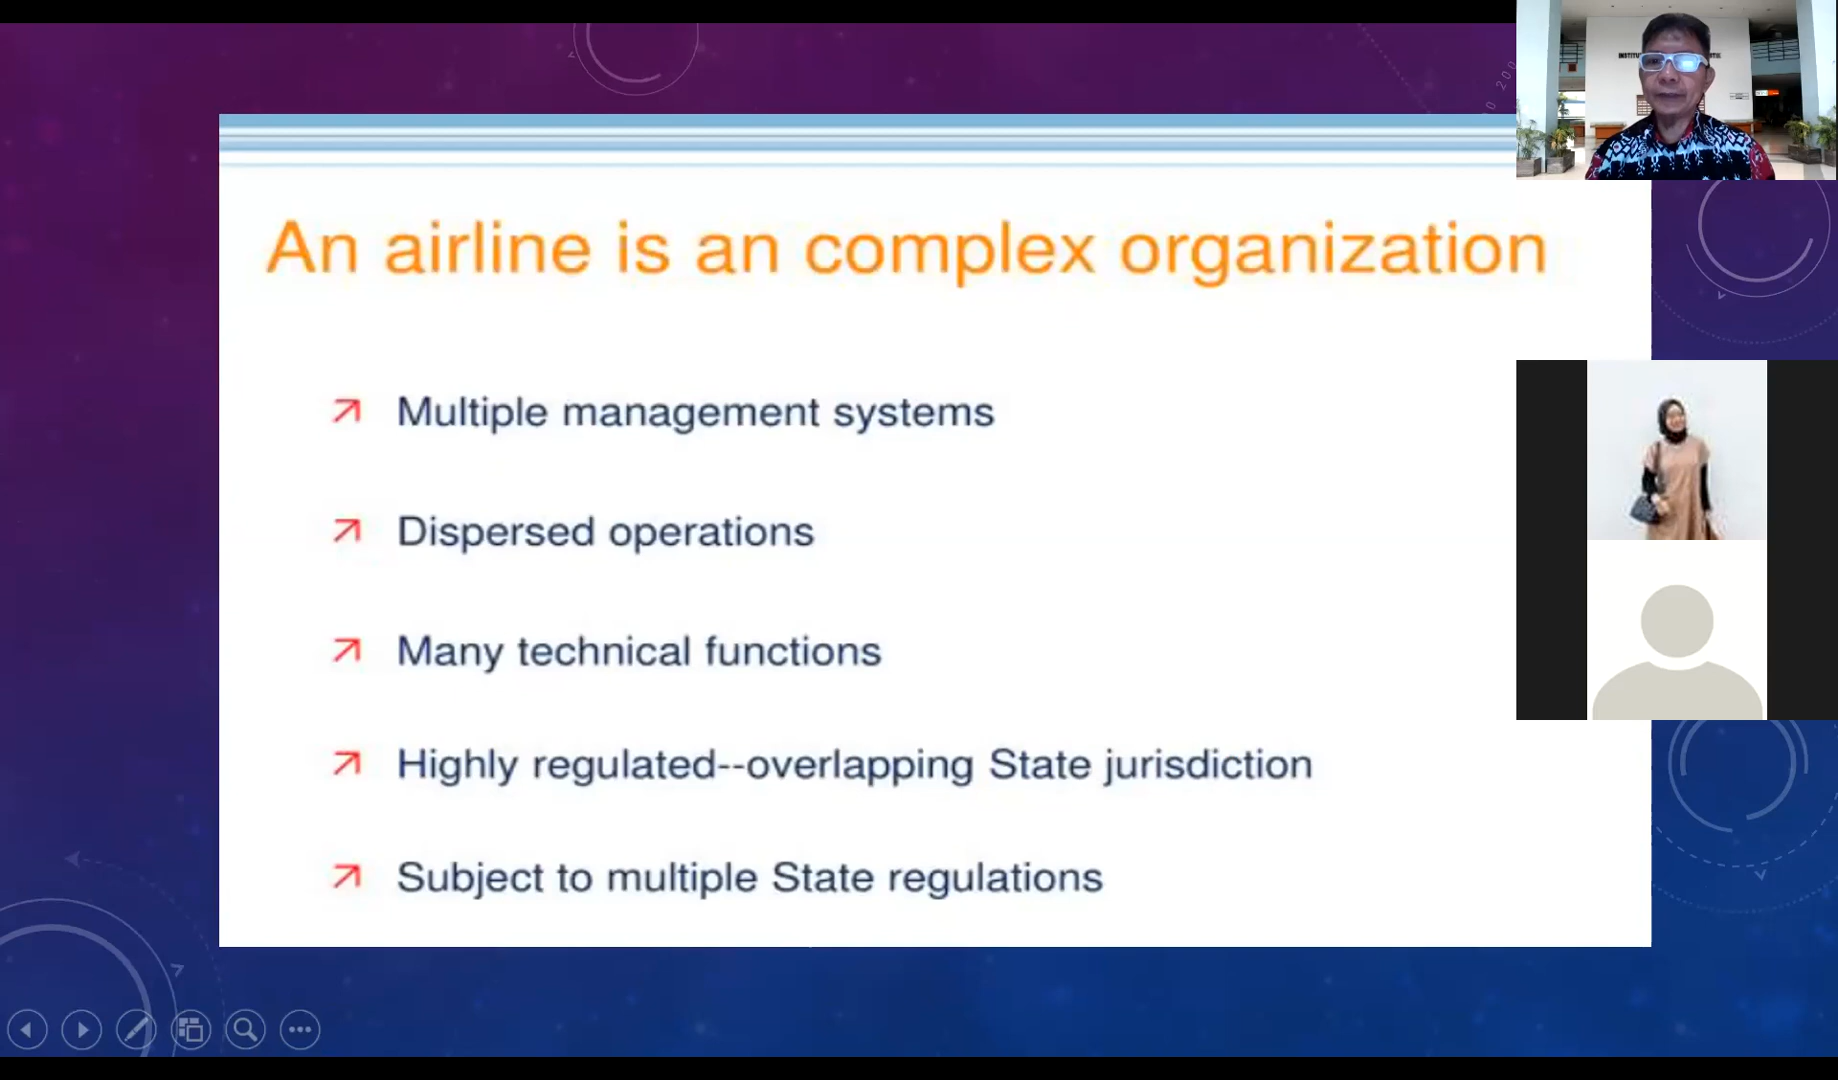 An airline is an complex organization
Multiple management systems
Dispersed operations
Many technical functions
Highly regulated--overlapping State jurisdiction
Subject to multiple State regulations